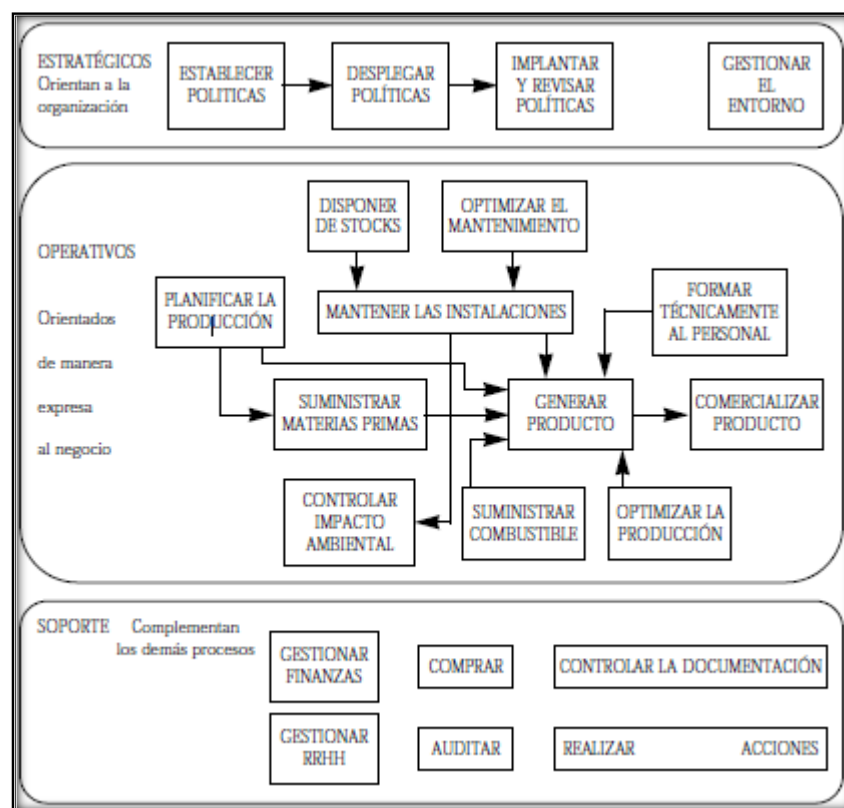 ESTRATÉGICOS
Orientan a la
organización
ESTABLECER
POLITICAS
DESPLEGAR
POLÍTICAS
IMPLANTAR
Y REVISAR
POLÍTICAS
GESTIONAR
EL
ENTORNO
OPERATIVOS
Orientados
de manera
expresa
al negocio
DISPONER
DE STOCKS
OPTIMIZAR EL
MANTENIMIENTO
PLANIFICAR LA
PRODUCCIÓN
MANTENER LAS INSTALACIONES
FORMAR
TÉCNICAMENTE
AL PERSONAL
SUMINISTRAR
MATERIAS PRIMAS
GENERAR
PRODUCTO
COMERCIALIZAR
PRODUCTO
CONTROLAR
IMPACTO
AMBIENTAL
SUMINISTRAR
COMBUSTIBLE
OPTIMIZAR LA
PRODUCCIÓN
SOPORTE Complementan
los demás procesos
GESTIONAR
FINANZAS
COMPRAR
CONTROLAR LA DOCUMENTACIÓN
GESTIONAR
RRHH
AUDITAR
REALIZAR ACCIONES